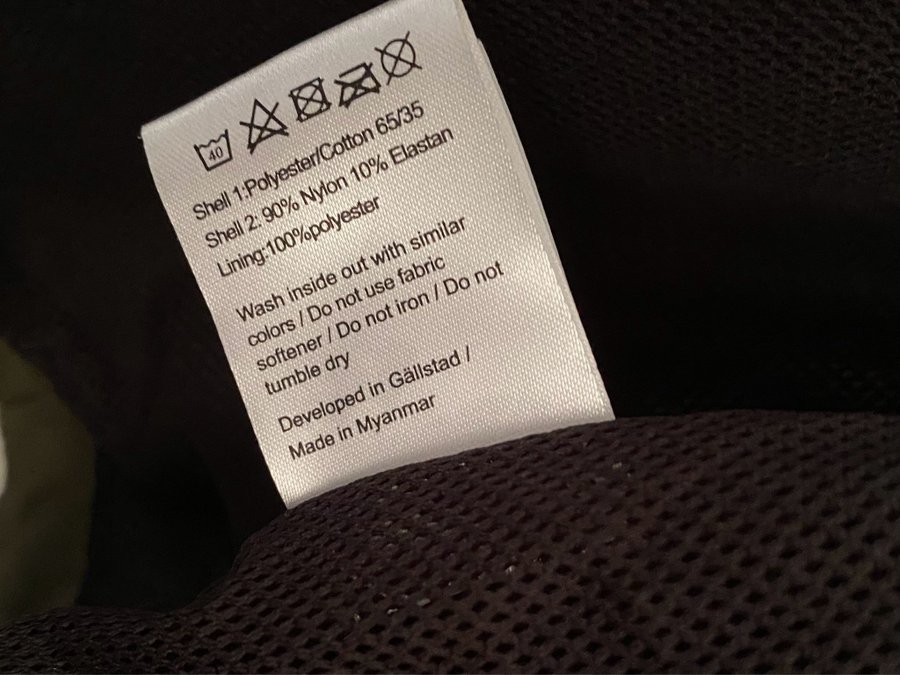 40
Shell 1:Polyester/Cotton 65/35
Shell 2: 90% Nylon 10% Elastan
Lining:100%polyester
Wash inside out with similar
colors / Do not use fabric
softener / Do not iron / Do not
tumble dry
Developed in Gällstad /
Made in Myanmar